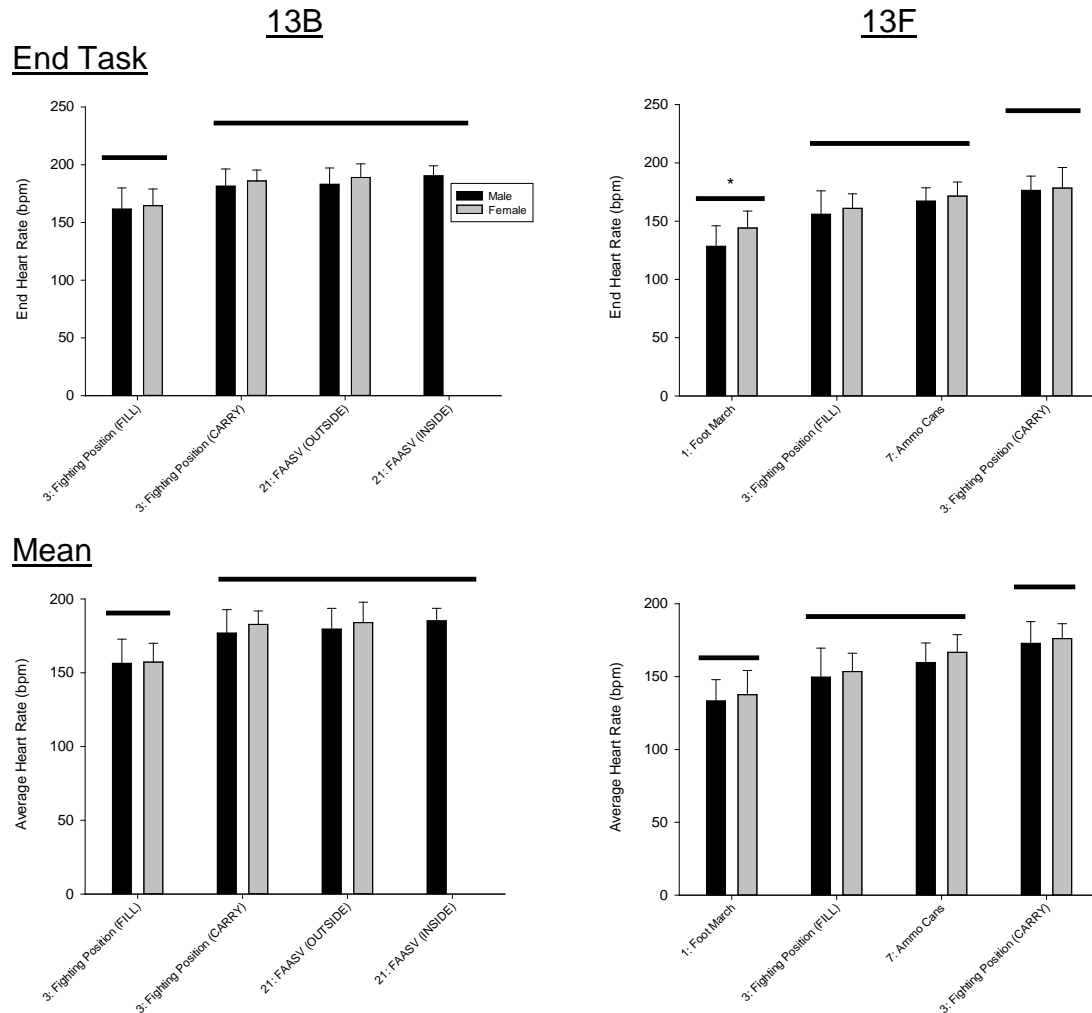 13B
13F
End Task
End Heart Rate (bpm)
250
200
150
100
50
0
Male
Female
3: Fighting Position (FILL)
3: Fighting Position (CARRY)
21: FAASV (OUTSIDE)
21: FAASV (INSIDE)
End Heart Rate (bpm)
250
200
150
100
50
0
*
1: Foot March
3: Fighting Position (FILL)
7: Ammo Cans
3: Fighting Position (CARRY)
Mean
Average Heart Rate (bpm)
200
150
100
50
0
3: Fighting Position (FILL)
3: Fighting Position (CARRY)
21: FAASV (OUTSIDE)
21: FAASV (INSIDE)
Average Heart Rate (bpm)
200
150
100
50
0
1: Foot March
3: Fighting Position (FILL)
7: Ammo Cans
3: Fighting Position (CARRY)